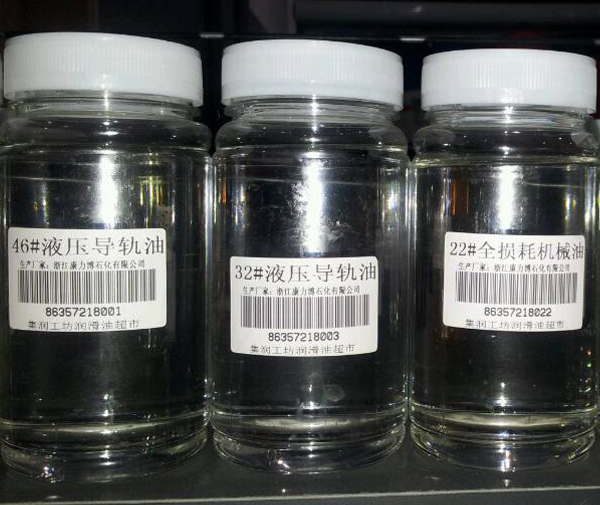 46#液压导轨油
生产厂家：浙江康力博石化有限公司
86357218001
集润工坊润滑油超市
32#液压导轨油
生产厂家：浙江康力博石化有限公司
86357218003
集润工坊润滑油超市
22#全损耗机械油
生产厂家：浙江康力博石化有限公司
86357218022
集润工坊润滑油超市